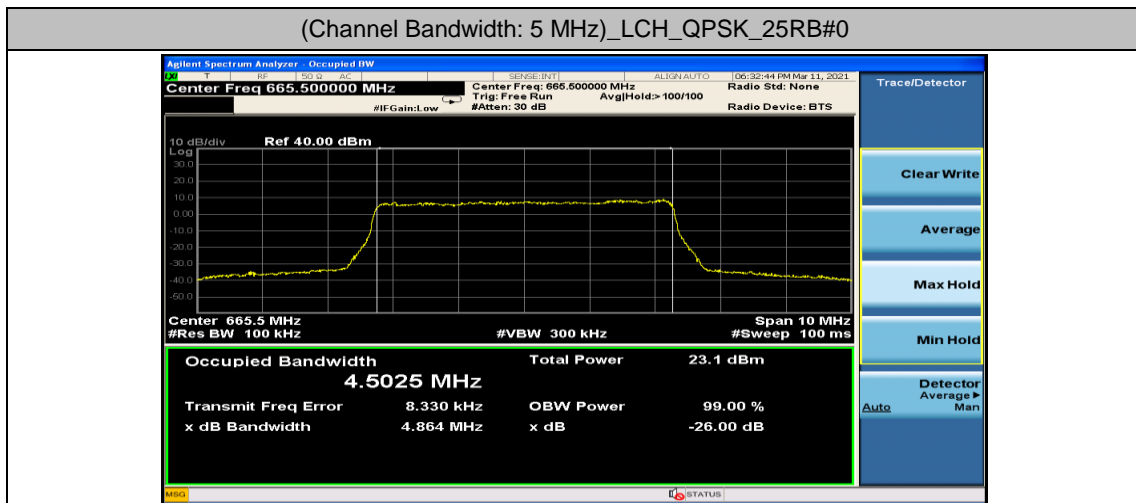 (Channel Bandwidth: 5 MHz)_LCH_QPSK_25RB#0
Agilent Spectrum Analyzer - Occupied BW
LXI T RF 50 Ω AC SENSE:INT ALIGN AUTO 06:32:44 PM Mar 11, 2021
Center Freq 665.500000 MHz
Center Freq: 665.500000 MHz
Radio Std: None
Trig: Free Run Avg|Hold:>100/100
#IFGain:Low
#Atten: 30 dB
Radio Device: BTS
Trace/Detector
10 dB/div Ref 40.00 dBm
Log
30.0
20.0
10.0
0.00
-10.0
-20.0
-30.0
-40.0
-50.0
Center 665.5 MHz Span 10 MHz
#Res BW 100 kHz #VBW 300 kHz #Sweep 100 ms
Occupied Bandwidth Total Power 23.1 dBm
4.5025 MHz
Transmit Freq Error 8.330 kHz OBW Power 99.00 %
x dB Bandwidth 4.864 MHz x dB -26.00 dB
Clear Write
Average
Max Hold
Min Hold
Detector
Average
Auto Man
MSG STATUS